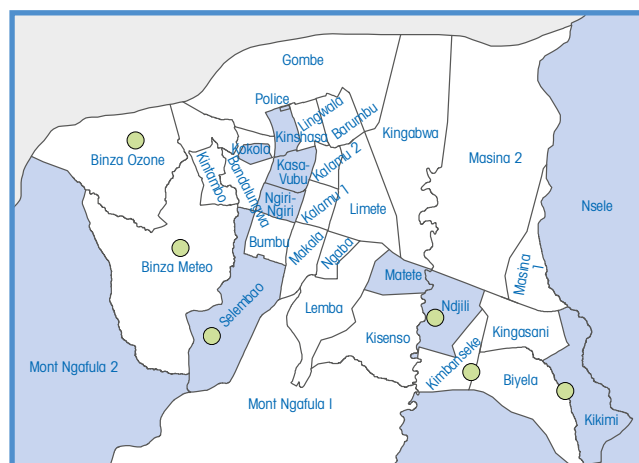 Gombe
Police
Lingwala
Barumbu
Kingabwa
Binza Ozone
Kintambo
Bandalungwa
Kokolo
Kinshasa
Kasa-
Vubu
Kalamu 2
Masina 2
Ngiri-
Ngiri
Kalamu 1
Limete
Nsele
Bumbu
Makala
Ngaba
Binza Meteo
Matete
Masina 1
Selembao
Lemba
Ndjili
Kisenso
Kingasani
Kimbanseke
Mont Ngafula 2
Biyela
Mont Ngafula I
Kikimi